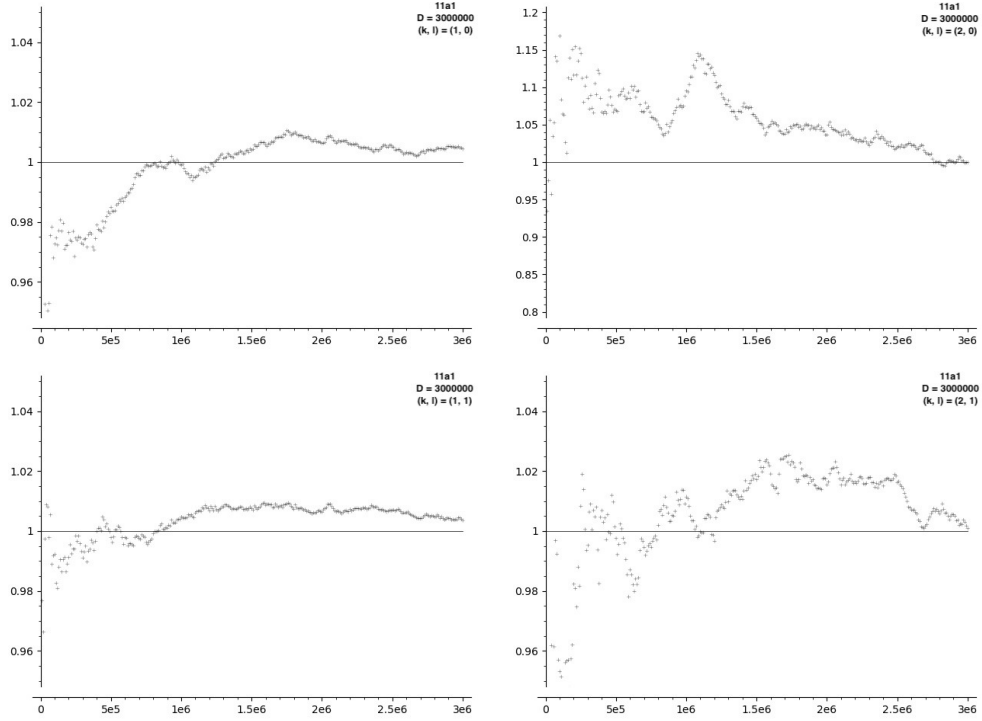 11a1
D = 3000000
(k, l) = (1, 0)
1.04
1.02
1
0.98
0.96
0
5e5
1e6
1.5e6
2e6
2.5e6
3e6
11a1
D = 3000000
(k, l) = (2, 0)
1.2
1.15
1.1
1.05
1
0.95
0.9
0.85
0.8
0
5e5
1e6
1.5e6
2e6
2.5e6
3e6
11a1
D = 3000000
(k, l) = (1, 1)
1.04
1.02
1
0.98
0.96
0
5e5
1e6
1.5e6
2e6
2.5e6
3e6
11a1
D = 3000000
(k, l) = (2, 1)
1.04
1.02
1
0.98
0.96
0
5e5
1e6
1.5e6
2e6
2.5e6
3e6